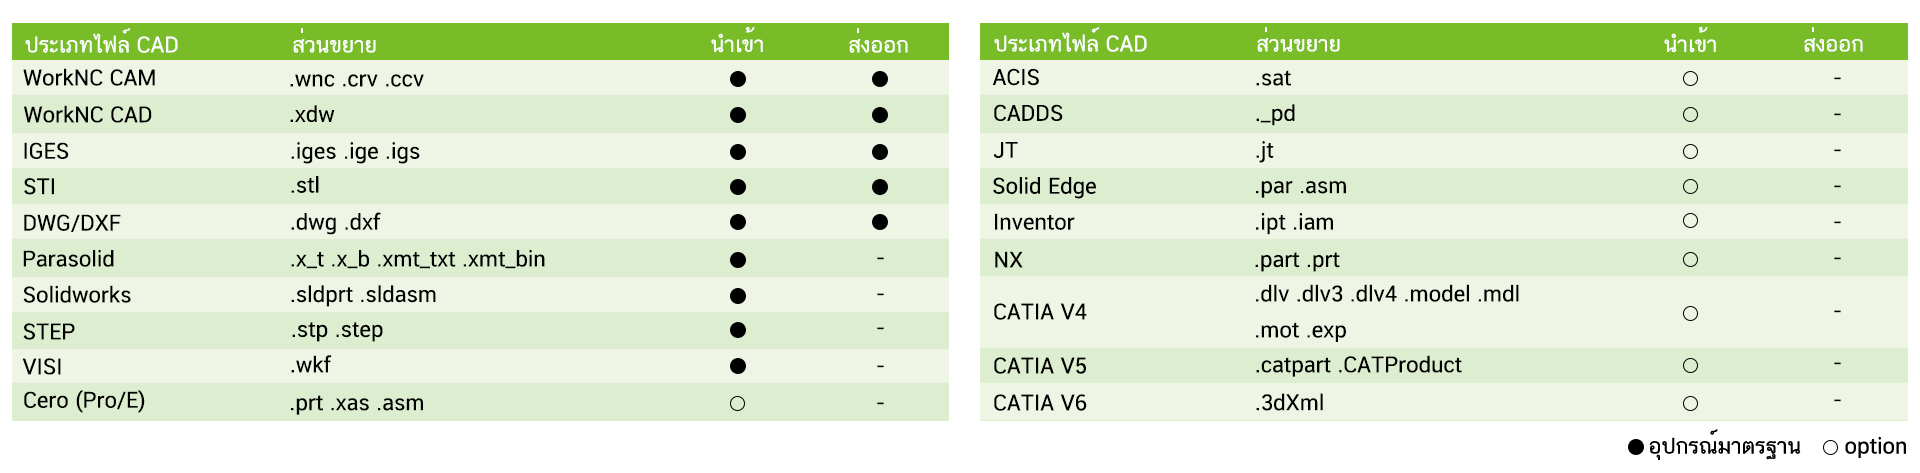 ประเภทไฟล์ CAD ส่วนขยาย นำเข้า ส่งออก
WorkNC CAM .wnc .crv .ccv ● ●
WorkNC CAD .xdw ● ●
IGES .iges .ige .igs ● ●
STI .stl ● ●
DWG/DXF .dwg .dxf ● ●
Parasolid .x_t .x_b .xmt_txt .xmt_bin ● -
Solidworks .sldprt .sldasm ● -
STEP .stp .step ● -
VISI .wkf ● -
Cero (Pro/E) .prt .xas .asm ○ -
ประเภทไฟล์ CAD ส่วนขยาย นำเข้า ส่งออก
ACIS .sat ○ -
CADDS ._pd ○ -
JT .jt ○ -
Solid Edge .par .asm ○ -
Inventor .ipt .iam ○ -
NX .part .prt ○ -
CATIA V4 .dlv .dlv3 .dlv4 .model .mdl ○ -
.mot .exp
CATIA V5 .catpart .CATProduct ○ -
CATIA V6 .3dXml ○ -
● อุปกรณ์มาตรฐาน ○ option